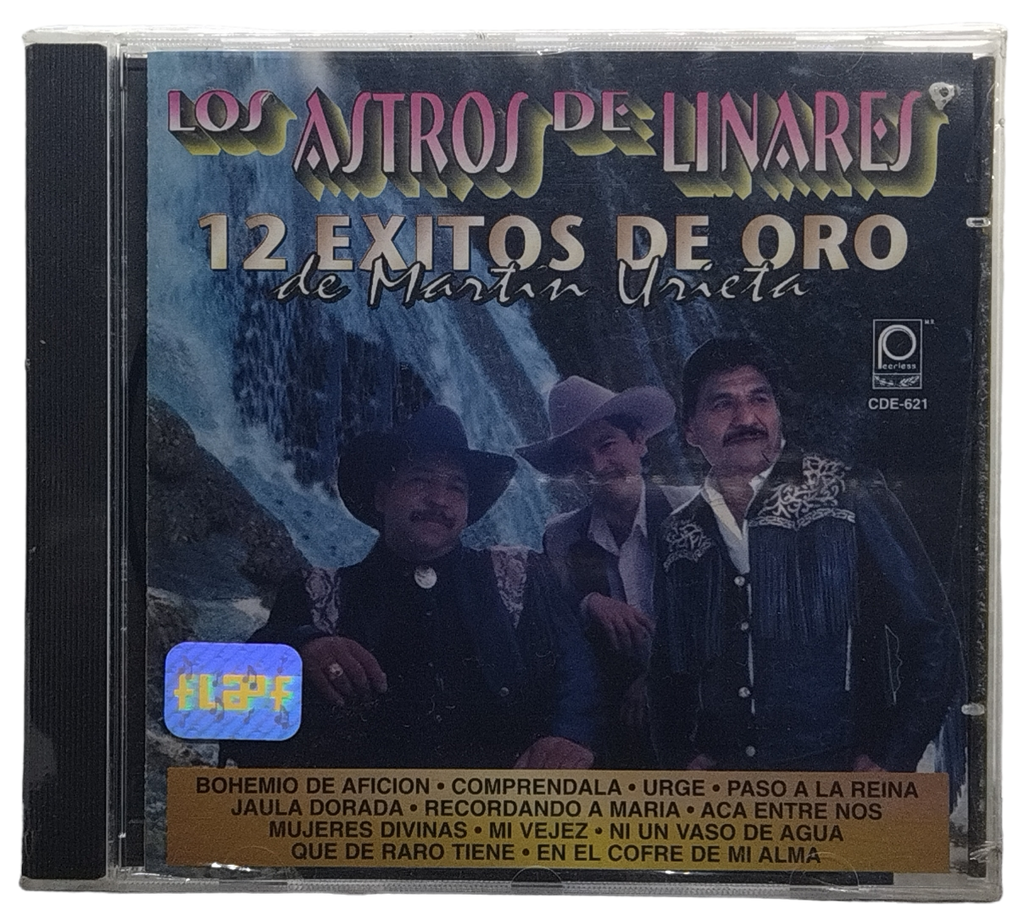 LOS ASTROS DE LINARES
12 EXITOS DE ORO
de Martín Urieta
M.R.
Peerless
CDE-621
FLAPF
BOHEMIO DE AFICION • COMPRENDALA • URGE • PASO A LA REINA
JAULA DORADA • RECORDANDO A MARIA • ACA ENTRE NOS
MUJERES DIVINAS • MI VEJEZ • NI UN VASO DE AGUA
QUE DE RARO TIENE • EN EL COFRE DE MI ALMA